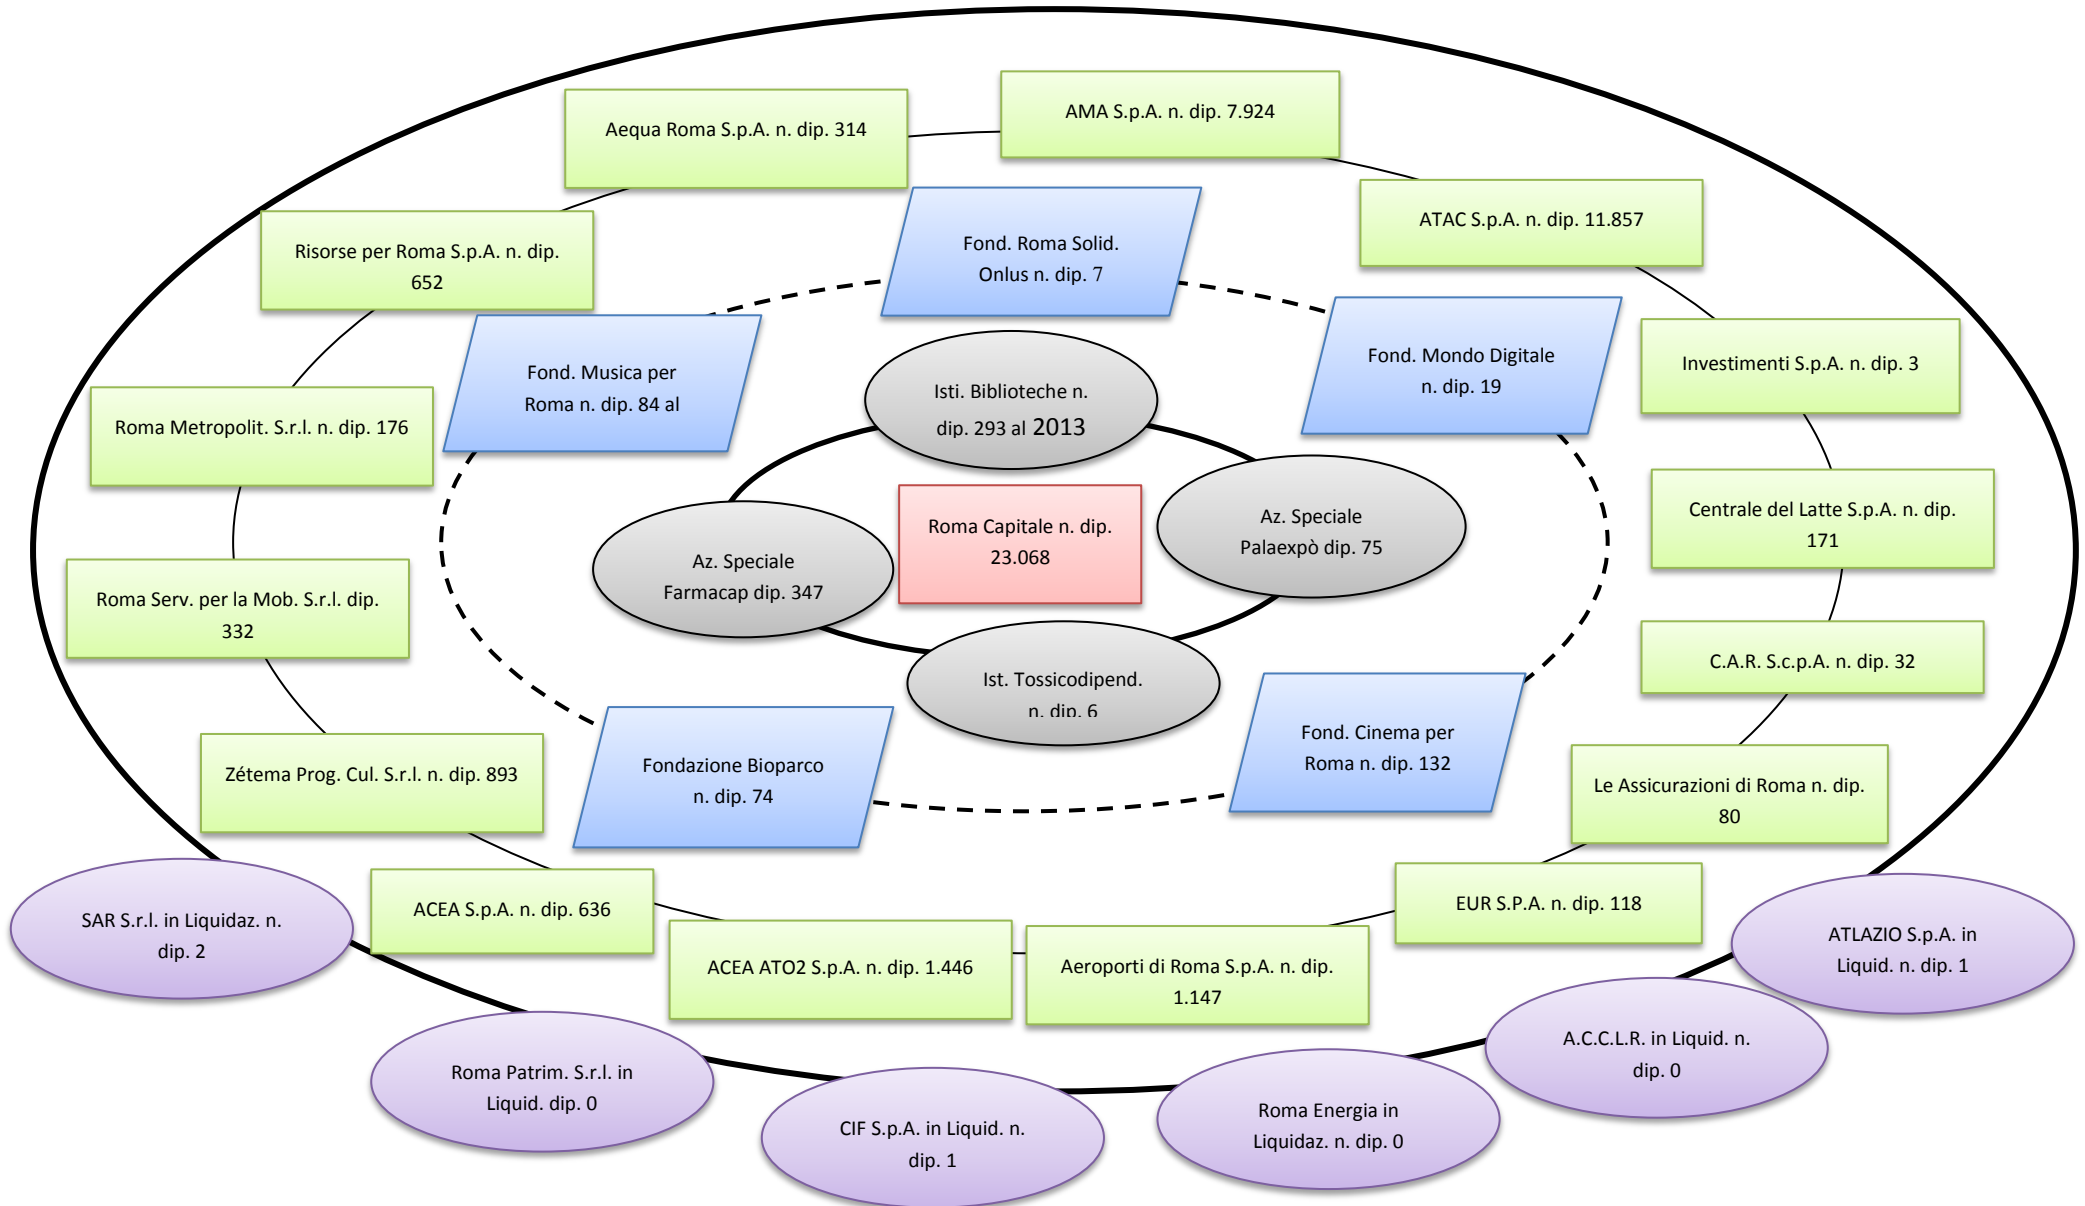 AMA S.p.A. n. dip. 7.924
Aequa Roma S.p.A. n. dip. 314
ATAC S.p.A. n. dip. 11.857
Risorse per Roma S.p.A. n. dip.
652
Fond. Roma Solid.
Onlus n. dip. 7
Fond. Musica per
Roma n. dip. 84 al
Fond. Mondo Digitale
n. dip. 19
Investimenti S.p.A. n. dip. 3
Isti. Biblioteche n.
dip. 293 al 2013
Roma Metropolit. S.r.l. n. dip. 176
Centrale del Latte S.p.A. n. dip.
171
Roma Capitale n. dip.
23.068
Az. Speciale
Palaexpò dip. 75
Az. Speciale
Farmacap dip. 347
Roma Serv. per la Mob. S.r.l. dip.
332
C.A.R. S.c.p.A. n. dip. 32
Ist. Tossicodipend.
n. dip. 6
Fond. Cinema per
Roma n. dip. 132
Zétema Prog. Cul. S.r.l. n. dip. 893
Fondazione Bioparco
n. dip. 74
Le Assicurazioni di Roma n. dip.
80
ACEA S.p.A. n. dip. 636
EUR S.P.A. n. dip. 118
SAR S.r.l. in Liquidaz. n.
dip. 2
ACEA ATO2 S.p.A. n. dip. 1.446
Aeroporti di Roma S.p.A. n. dip.
1.147
ATLAZIO S.p.A. in
Liquid. n. dip. 1
Roma Patrim. S.r.l. in
Liquid. dip. 0
A.C.C.L.R. in Liquid. n.
dip. 0
CIF S.p.A. in Liquid. n.
dip. 1
Roma Energia in
Liquidaz. n. dip. 0